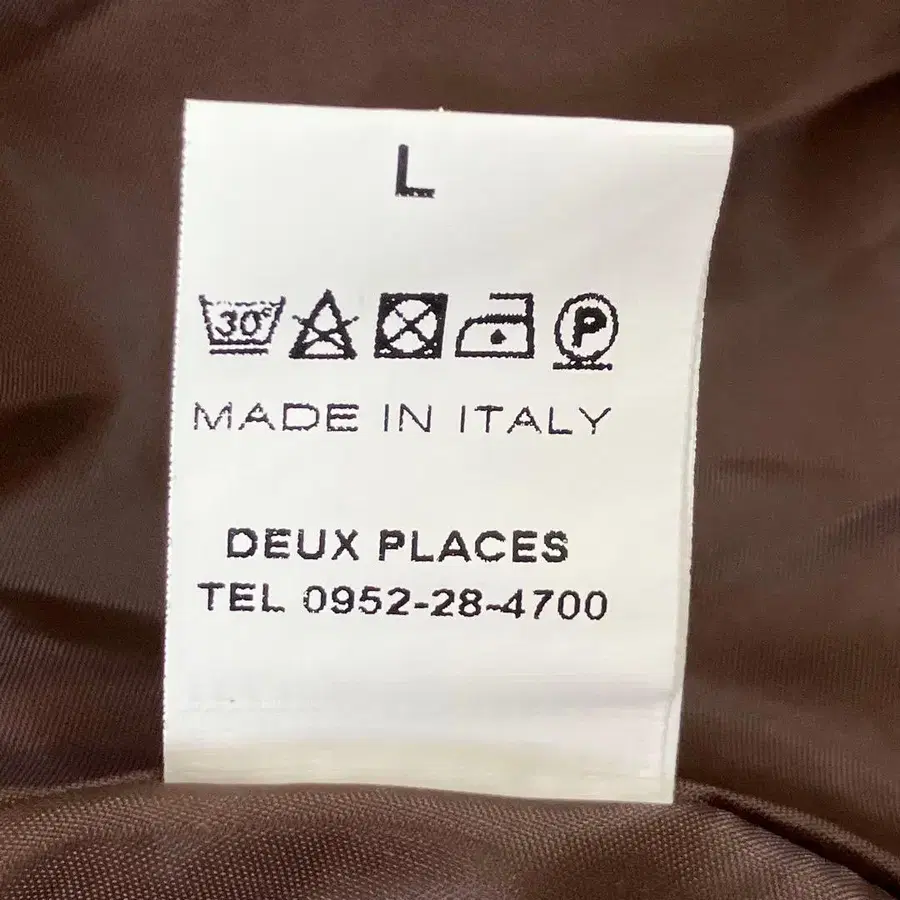 L
30° P
MADE IN ITALY
DEUX PLACES
TEL 0952-28-4700